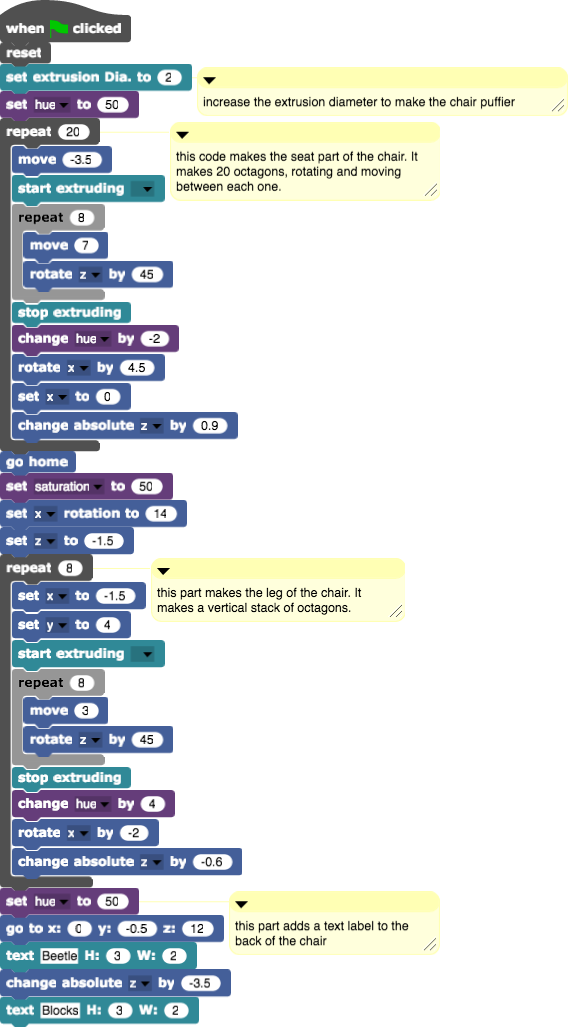 when clicked
reset
set extrusion Dia. to 2
set hue to 50
increase the extrusion diameter to make the chair puffier
repeat 20
this code makes the seat part of the chair. It
makes 20 octagons, rotating and moving
between each one.
move -3.5
start extruding
repeat 8
move 7
rotate z by 45
stop extruding
change hue by -2
rotate x by 4.5
set x to 0
change absolute z by 0.9
go home
set saturation to 50
set x rotation to 14
set z to -1.5
repeat 8
this part makes the leg of the chair. It
makes a vertical stack of octagons.
set x to -1.5
set y to 4
start extruding
repeat 8
move 3
rotate z by 45
stop extruding
change hue by 4
rotate x by -2
change absolute z by -0.6
set hue to 50
this part adds a text label to the
back of the chair
go to x: 0 y: -0.5 z: 12
text Beetle H: 3 W: 2
change absolute z by -3.5
text Blocks H: 3 W: 2